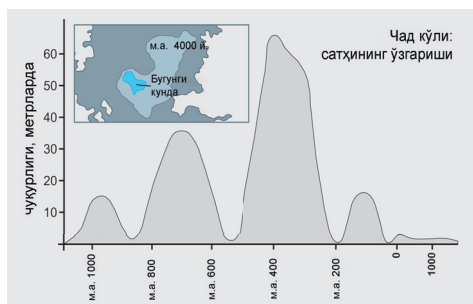 Чад кўли:
сатҳининг ўзгариши
м.а. 4000 й.
Бугунги
кунда
чуқурлиги, метрларда
60
50
40
30
20
10
м.а. 1000
м.а. 800
м.а. 600
м.а. 400
м.а. 200
0
1000